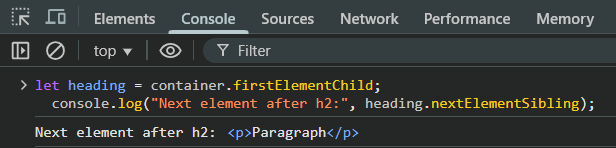 Elements Console Sources Network Performance Memory
top Filter
let heading = container.firstElementChild;
console.log("Next element after h2:", heading.nextElementSibling);
Next element after h2: <p>Paragraph</p>